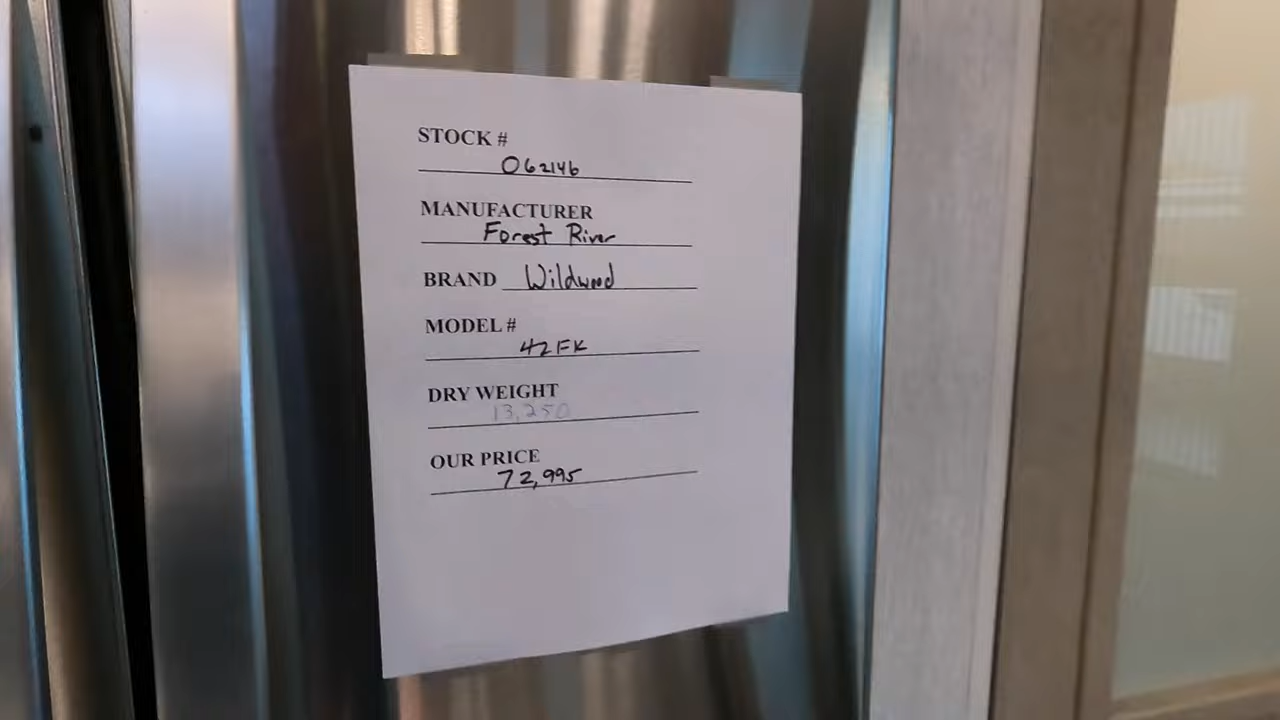 STOCK #
062146
MANUFACTURER
Forest River
BRAND Wildwood
MODEL #
42FK
DRY WEIGHT
13,250
OUR PRICE
72,995